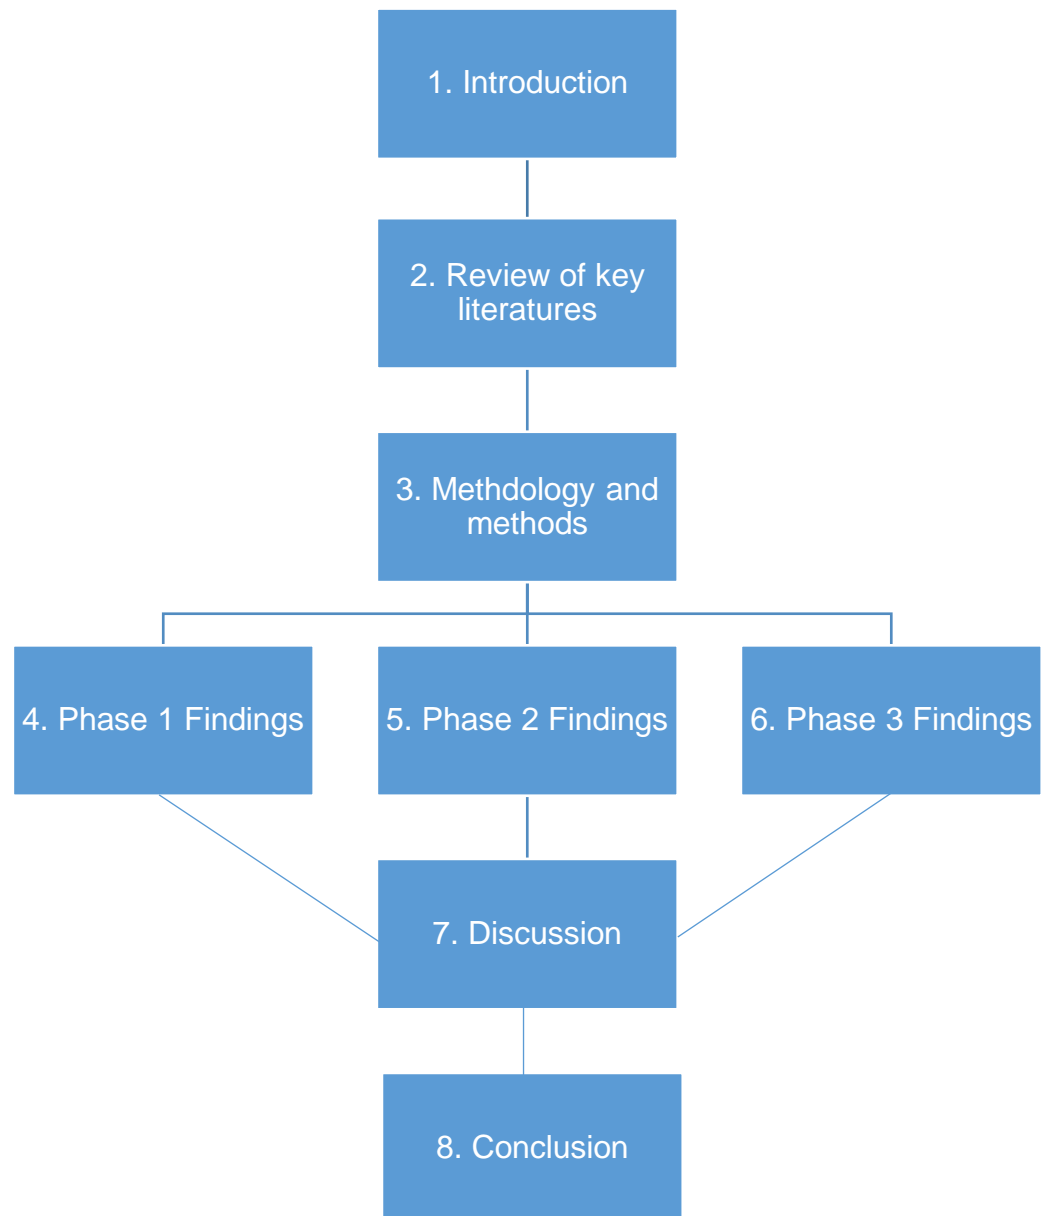 1. Introduction
2. Review of key
literatures
3. Methdology and
methods
4. Phase 1 Findings
5. Phase 2 Findings
6. Phase 3 Findings
7. Discussion
8. Conclusion